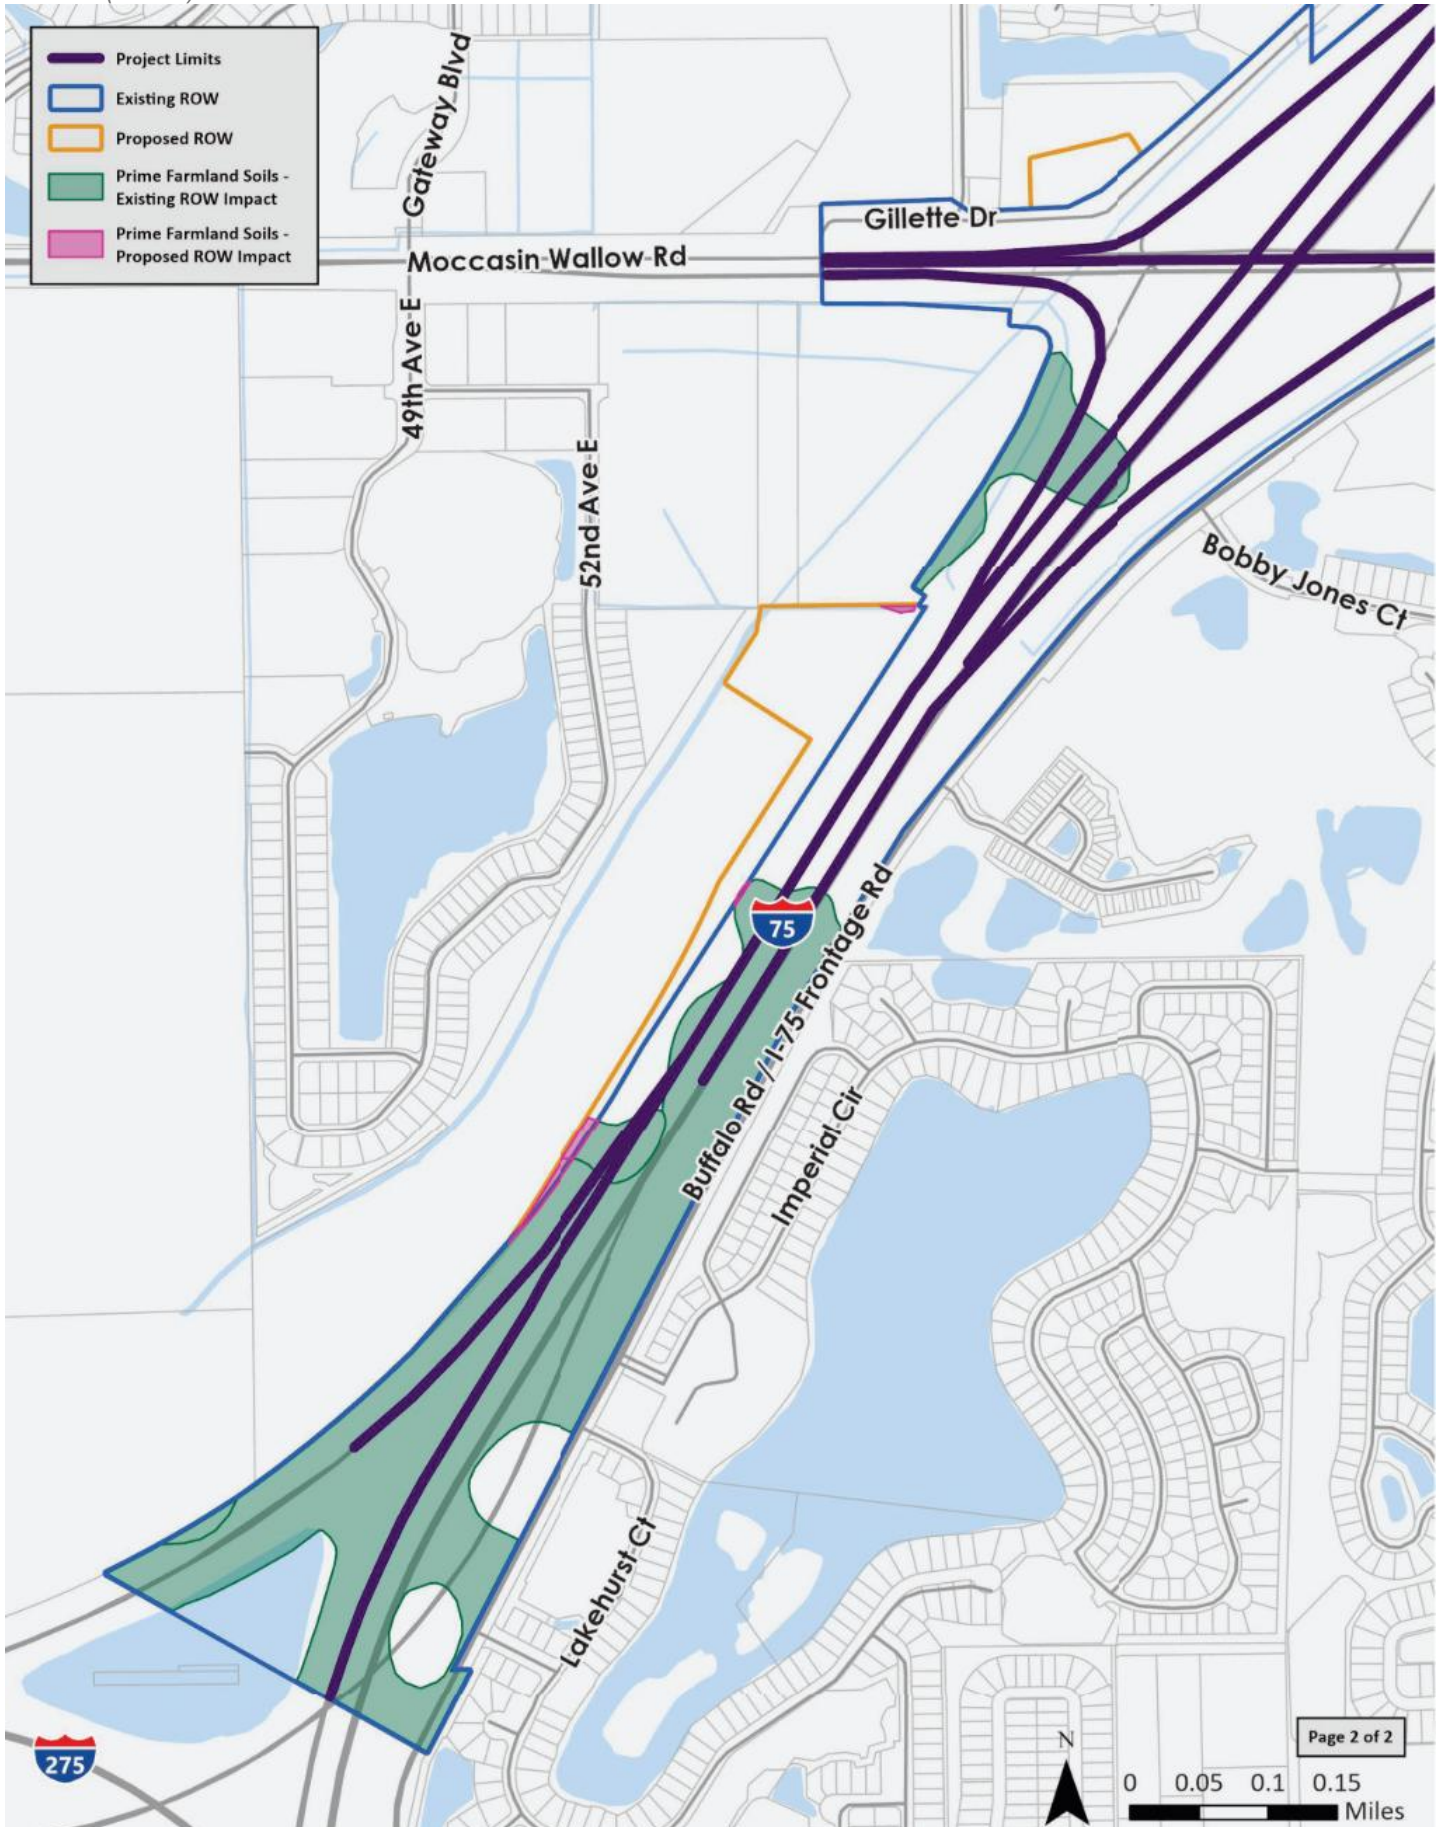 Project Limits
Existing ROW
Proposed ROW
Prime Farmland Soils -
Existing ROW Impact
Prime Farmland Soils -
Proposed ROW Impact
Gateway Blvd
Gillette Dr
Moccasin Wallow Rd
49th Ave E
52nd Ave E
Bobby Jones Ct
75
Buffalo Rd / I-75 Frontage Rd
Imperial Cir
Lakehurst Ct
275
N
Page 2 of 2
0 0.05 0.1 0.15
Miles